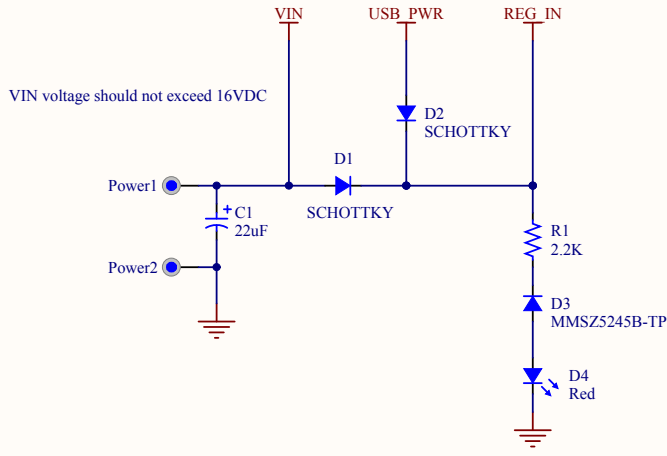 VIN
USB_PWR
REG_IN
VIN voltage should not exceed 16VDC
D2
SCHOTTKY
D1
SCHOTTKY
Power1
+
C1
22uF
Power2
R1
2.2K
D3
MMSZ5245B-TP
D4
Red